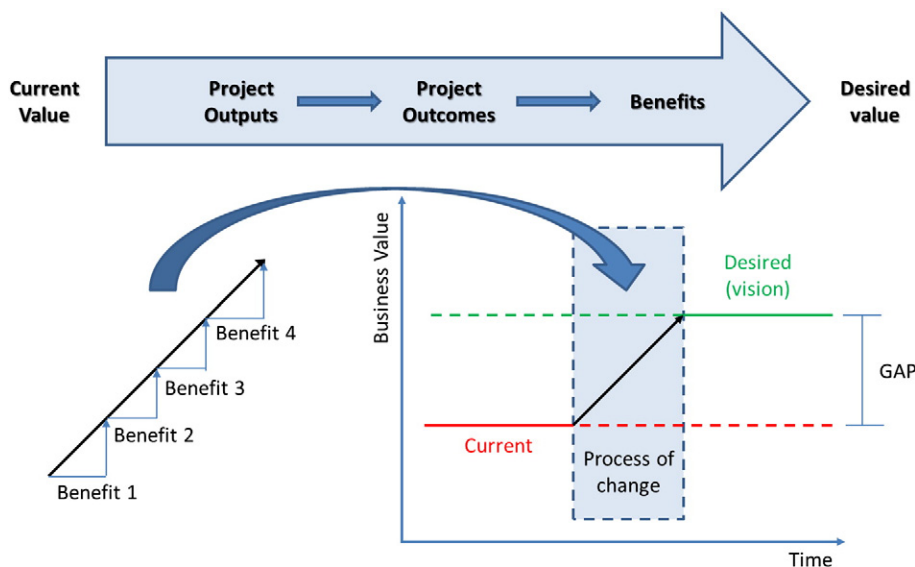 Current
Value
Project
Outputs
Project
Outcomes
Benefits
Desired
value
Benefit 1
Benefit 2
Benefit 3
Benefit 4
Business Value
Desired
(vision)
GAP
Current
Process of
change
Time